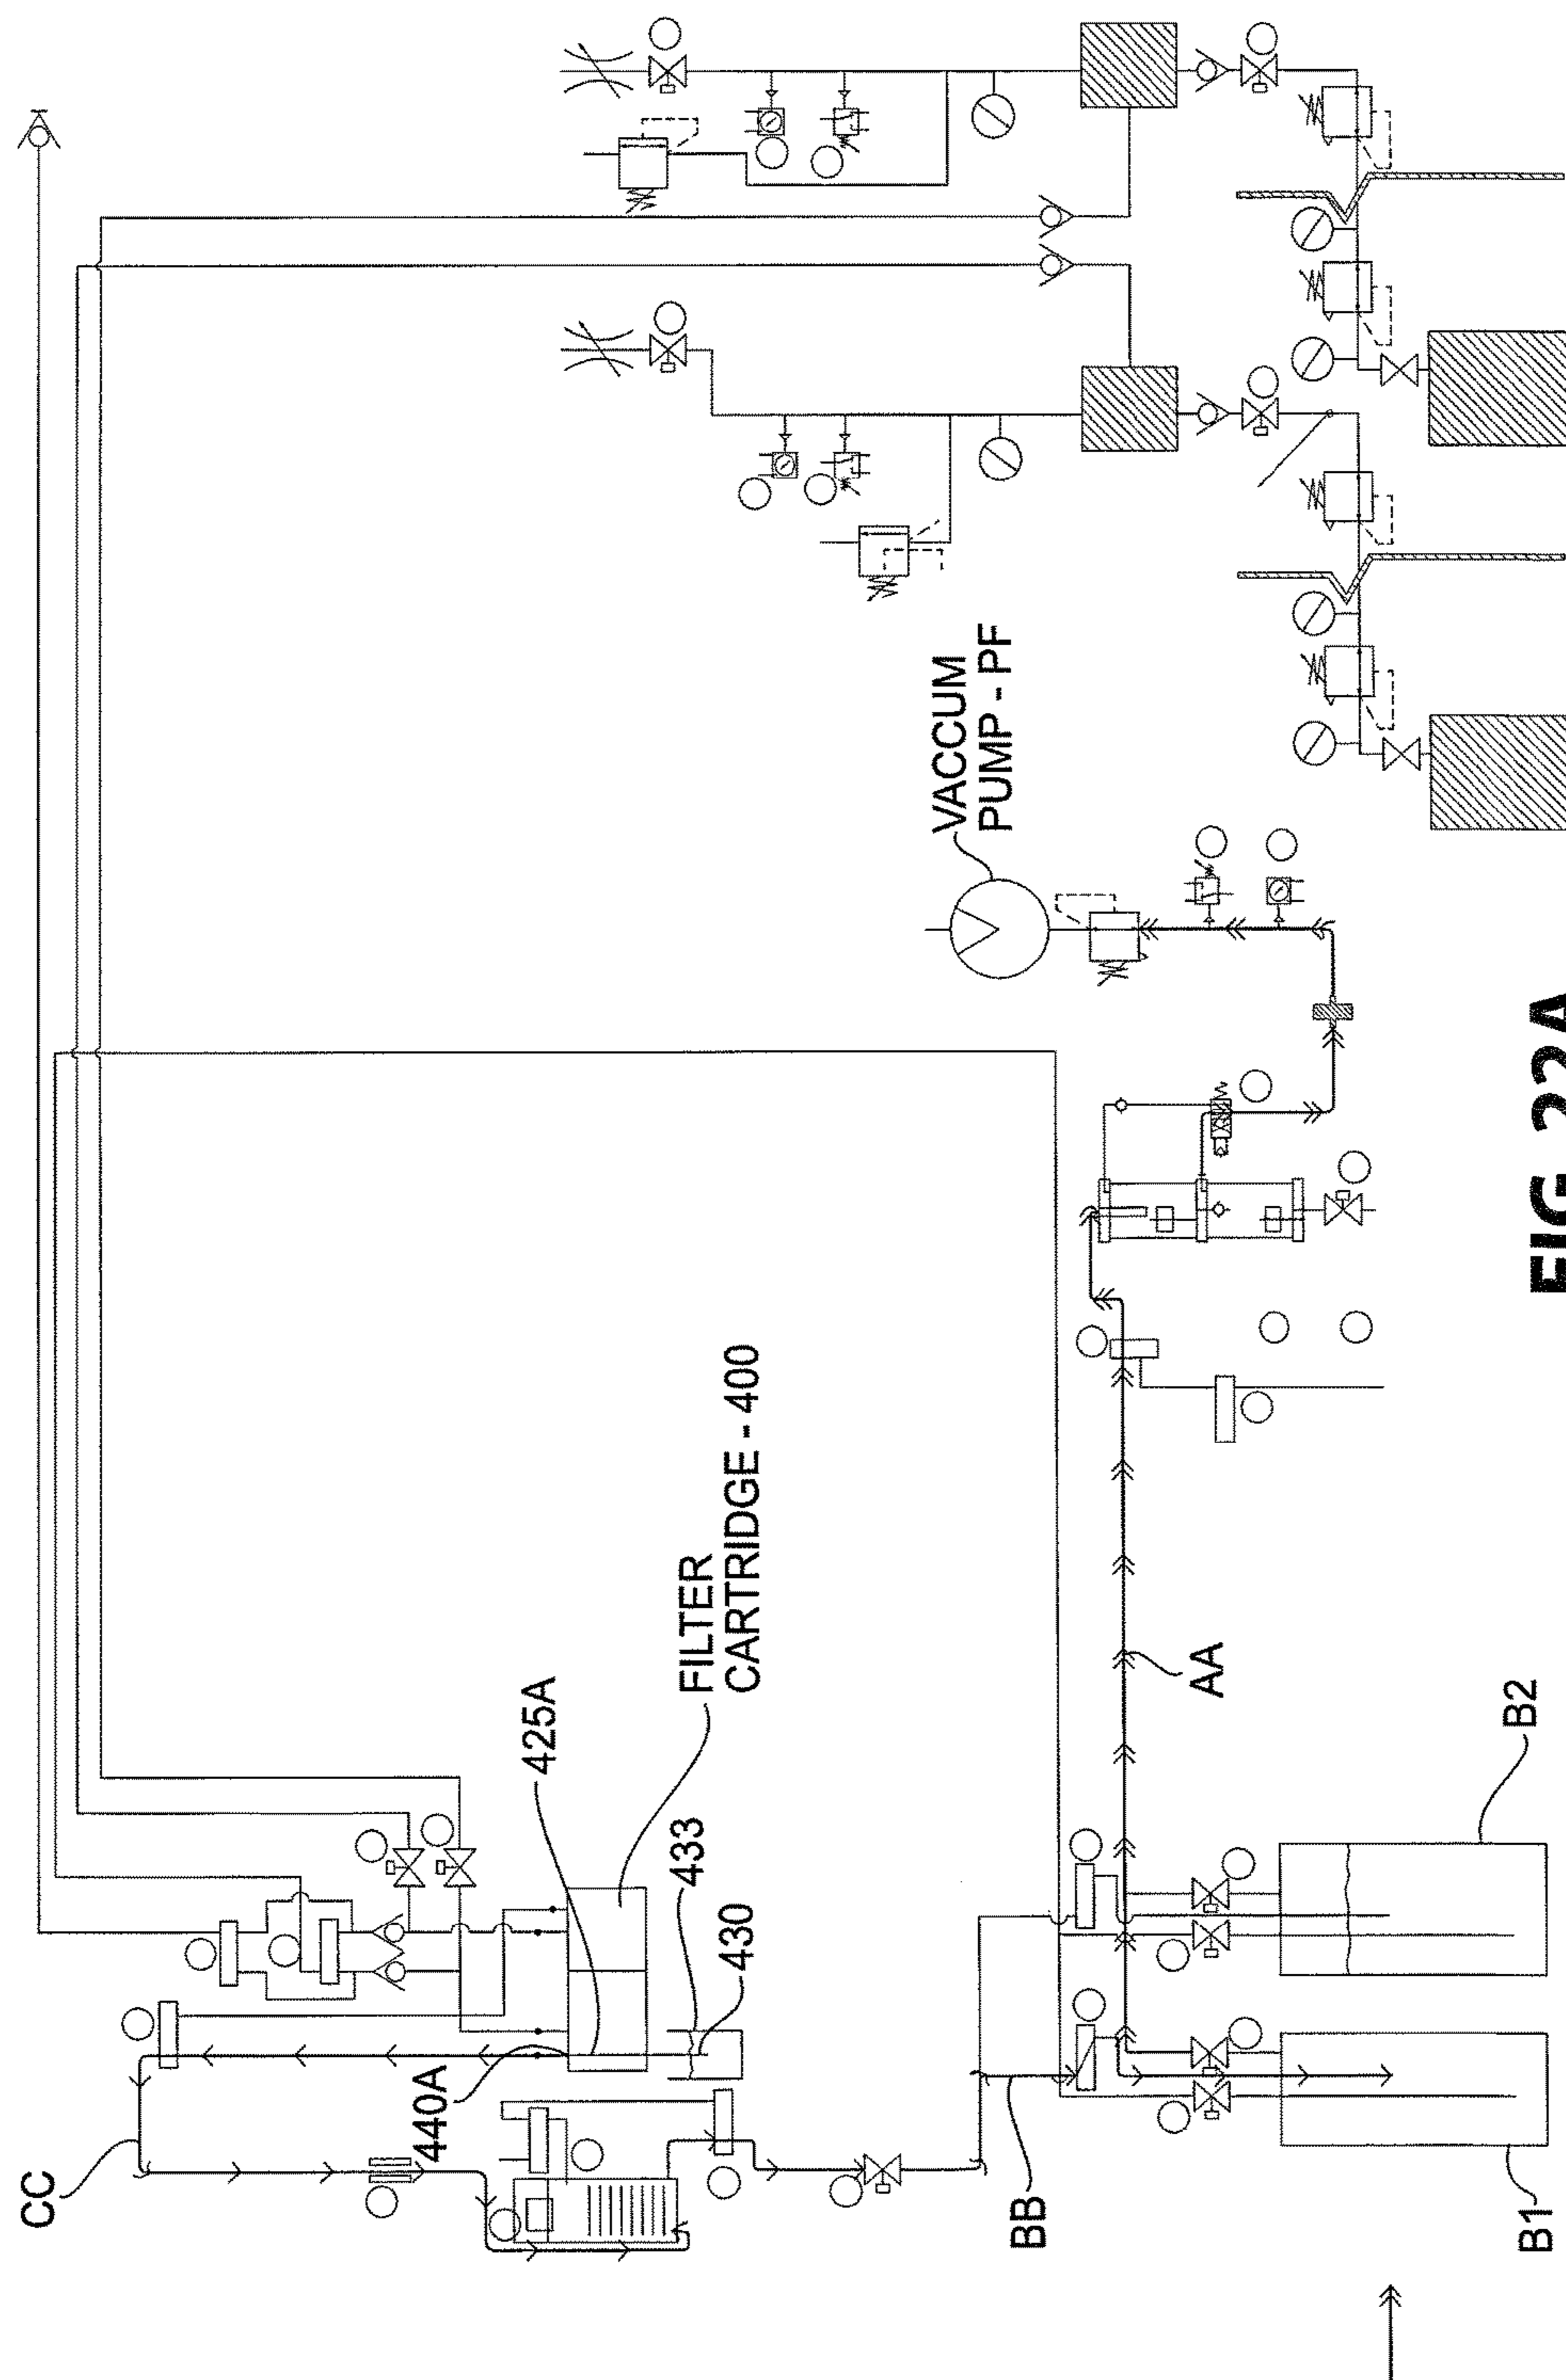 CC
440A
425A
FILTER
CARTRIDGE - 400
433
430
VACCUM
PUMP - PF
BB
AA
B1
B2
FIG. 22A